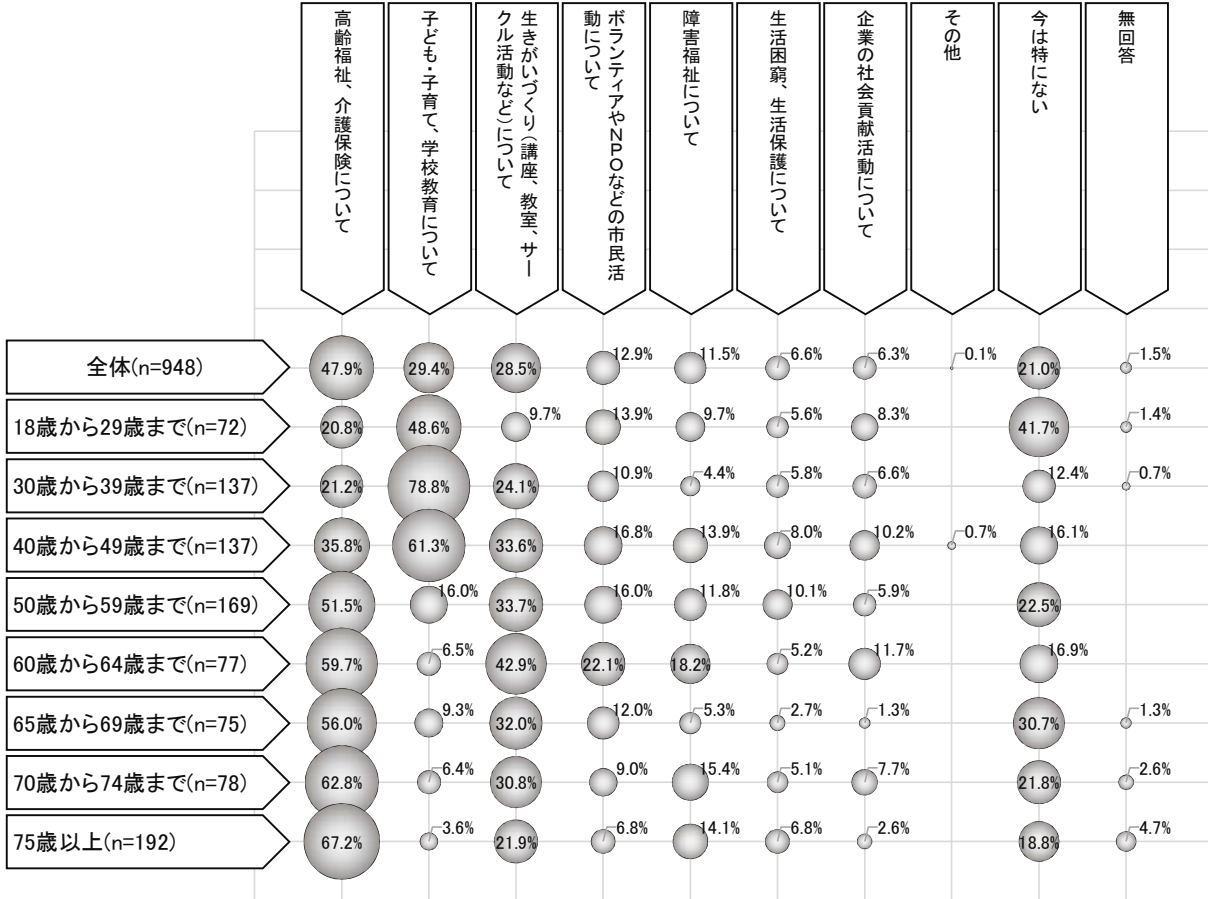 高齢福祉、介護保険について
子ども・子育て、学校教育について
生きがいづくり（講座、教室、サー
クル活動など）について
ボランティアやＮＰＯなどの市民活
動について
障害福祉について
生活困窮、生活保護について
企業の社会貢献活動について
その他
今は特にない
無回答
全体(n=948) 47.9% 29.4% 28.5% 12.9% 11.5% 6.6% 6.3% 0.1% 21.0% 1.5%
18歳から29歳まで(n=72) 20.8% 48.6% 9.7% 13.9% 9.7% 5.6% 8.3% 41.7% 1.4%
30歳から39歳まで(n=137) 21.2% 78.8% 24.1% 10.9% 4.4% 5.8% 6.6% 12.4% 0.7%
40歳から49歳まで(n=137) 35.8% 61.3% 33.6% 16.8% 13.9% 8.0% 10.2% 0.7% 16.1%
50歳から59歳まで(n=169) 51.5% 16.0% 33.7% 16.0% 11.8% 10.1% 5.9% 22.5%
60歳から64歳まで(n=77) 59.7% 6.5% 42.9% 22.1% 18.2% 5.2% 11.7% 16.9%
65歳から69歳まで(n=75) 56.0% 9.3% 32.0% 12.0% 5.3% 2.7% 1.3% 30.7% 1.3%
70歳から74歳まで(n=78) 62.8% 6.4% 30.8% 9.0% 15.4% 5.1% 7.7% 21.8% 2.6%
75歳以上(n=192) 67.2% 3.6% 21.9% 6.8% 14.1% 6.8% 2.6% 18.8% 4.7%